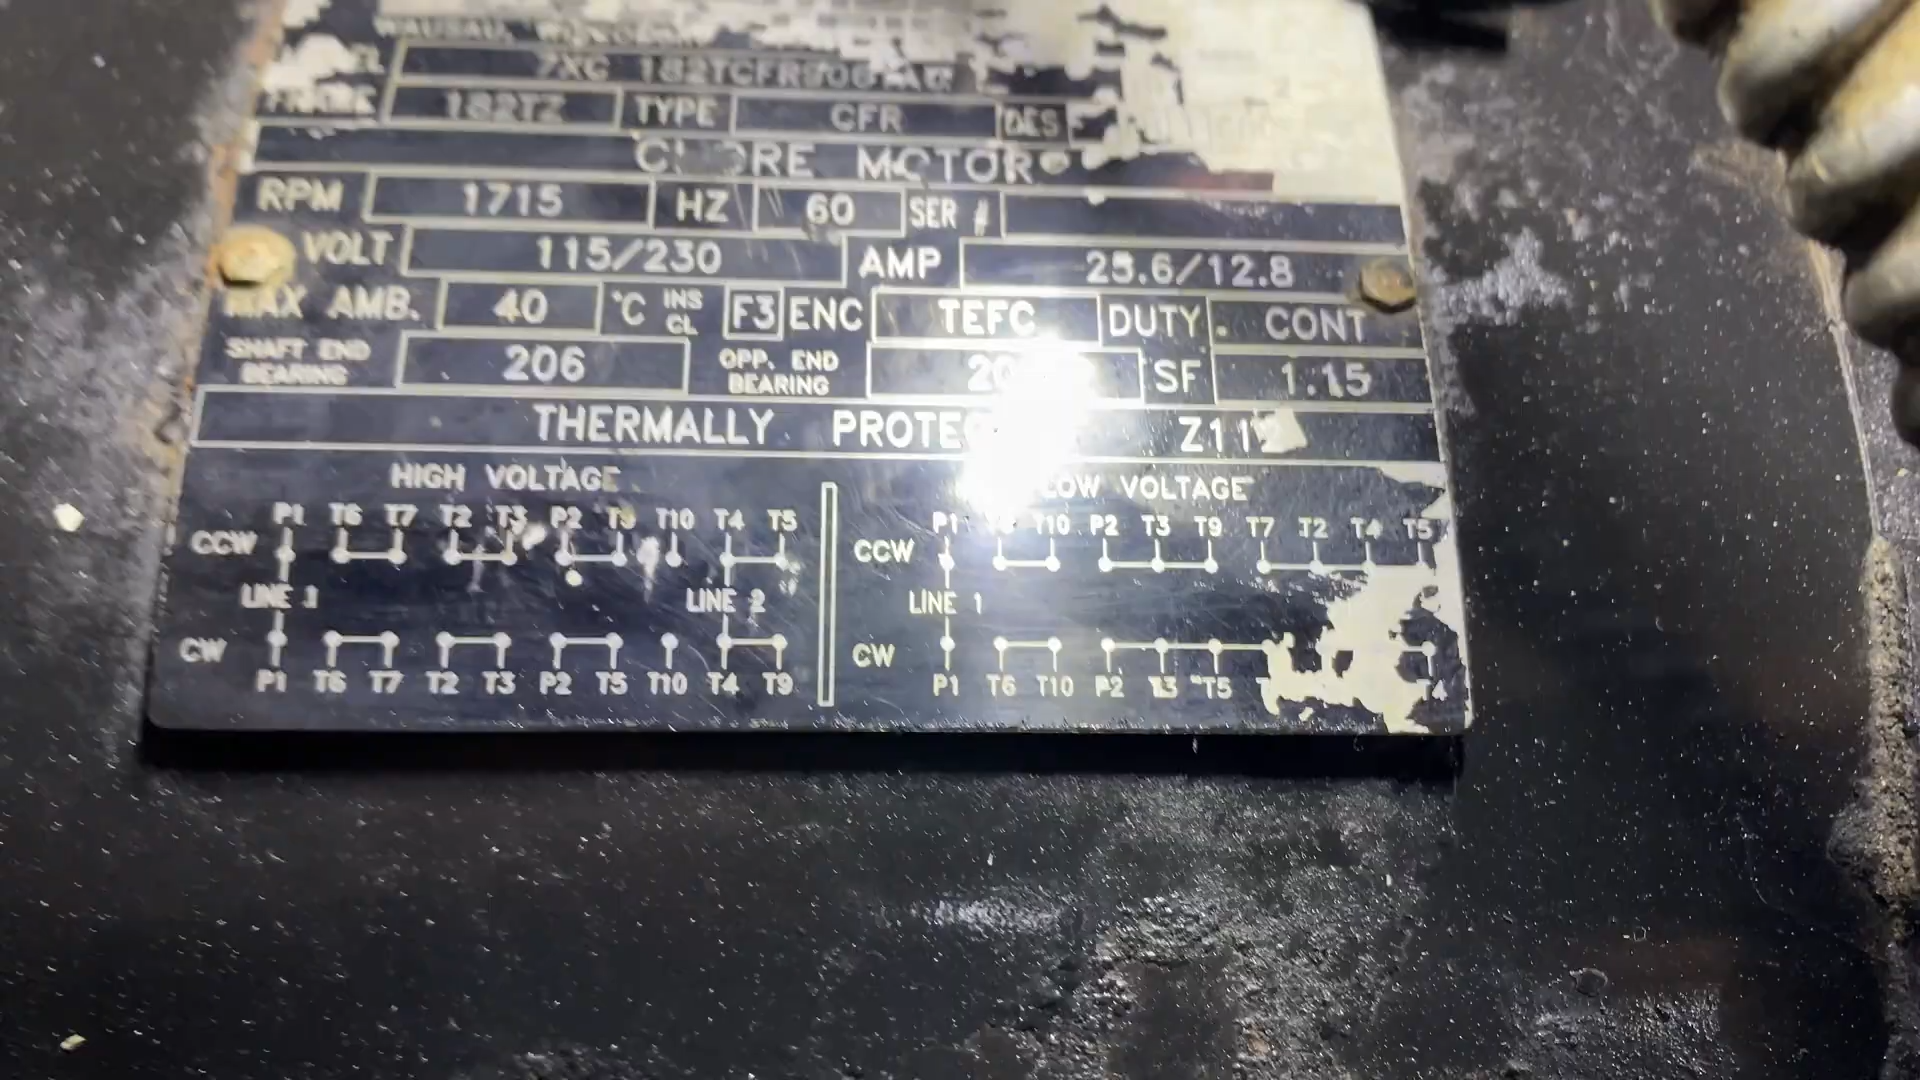 WAUSAU,
182TCFR
FRAME 182TZ TYPE CFR DES
MOTOR
RPM 1715 HZ 60 SER #
VOLT 115/230 AMP 25.6/12.8
MAX AMB. 40 °C INS CL F3 ENC TEFC DUTY CONT
SHAFT END BEARING 206 OPP. END BEARING SF 1.15
THERMALLY
HIGH VOLTAGE
P1 T6 T7 T2 T3 P2 T9 T10 T4 T5
CCW
LINE 1 LINE 2
CW
P1 T6 T7 T2 T3 P2 T5 T10 T4 T9
LOW VOLTAGE
P1 T10 P2 T3 T9 T7 T2 T4 T5
CCW
LINE 1
CW
P1 T6 T10 P2 T3 T5 T4